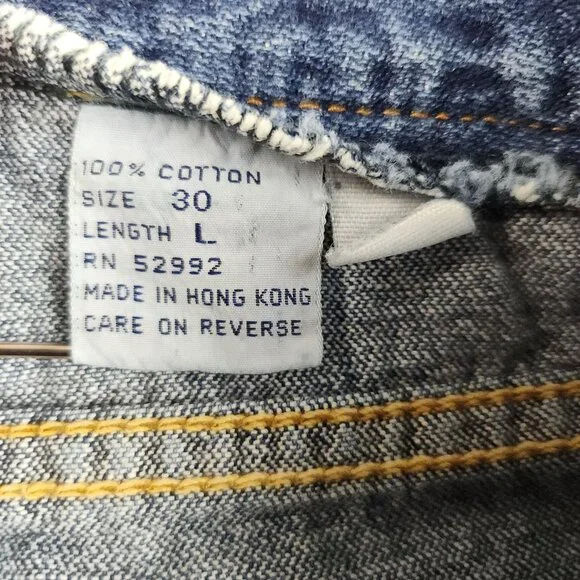 100% COTTON
SIZE 30
LENGTH L
RN 52992
MADE IN HONG KONG
CARE ON REVERSE